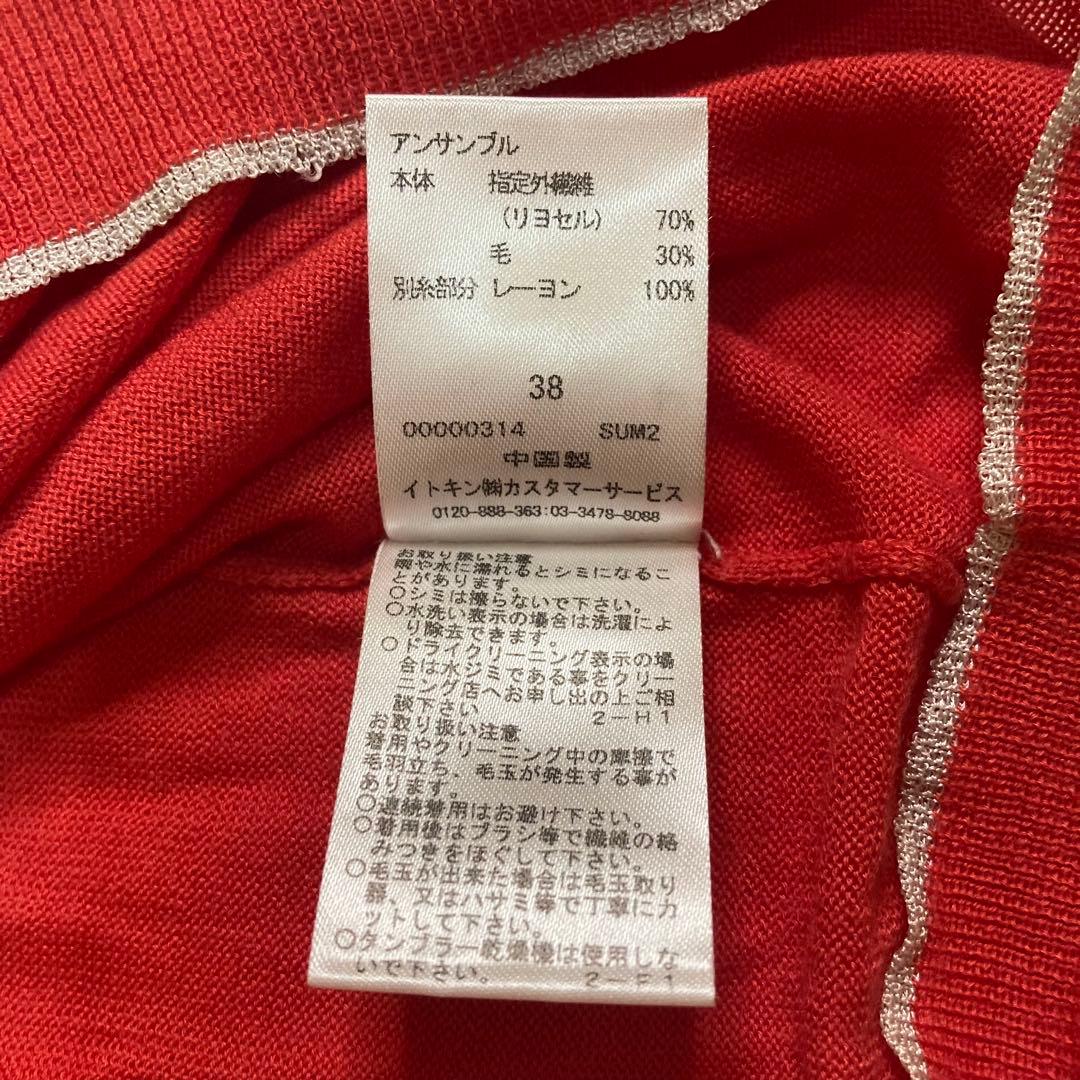 アンサンブル
本体 指定外繊維
(リヨセル) 70%
毛 30%
別糸部分 レーヨン 100%
38
00000314 SUM2
中国製
イトキン㈱カスタマーサービス
0120-888-363:03-3478-8088
お取り扱い注意
雨や水に濡れるとシミになるこ
とがあります。
○シミは擦らないで下さい。
○水洗い表示の場合は洗濯によ
り除去できます。
○ドライクリーニング表示の場
合は水ジミである事をクリー
ニング店へお申し出の上ご相
談下さい 2-H1
お取り扱い注意
着用やクリーニング中の摩擦で
毛羽立ち、毛玉が発生する事が
あります。
○連続着用はお避け下さい。
○着用後はブラシ等で繊維の絡
みつきをほぐして下さい。
○毛玉が出来た場合は毛玉取り
器、又はハサミ等で丁寧にカ
ットして下さい。
○タンブラー乾燥機は使用しな
いで下さい。 2-F1